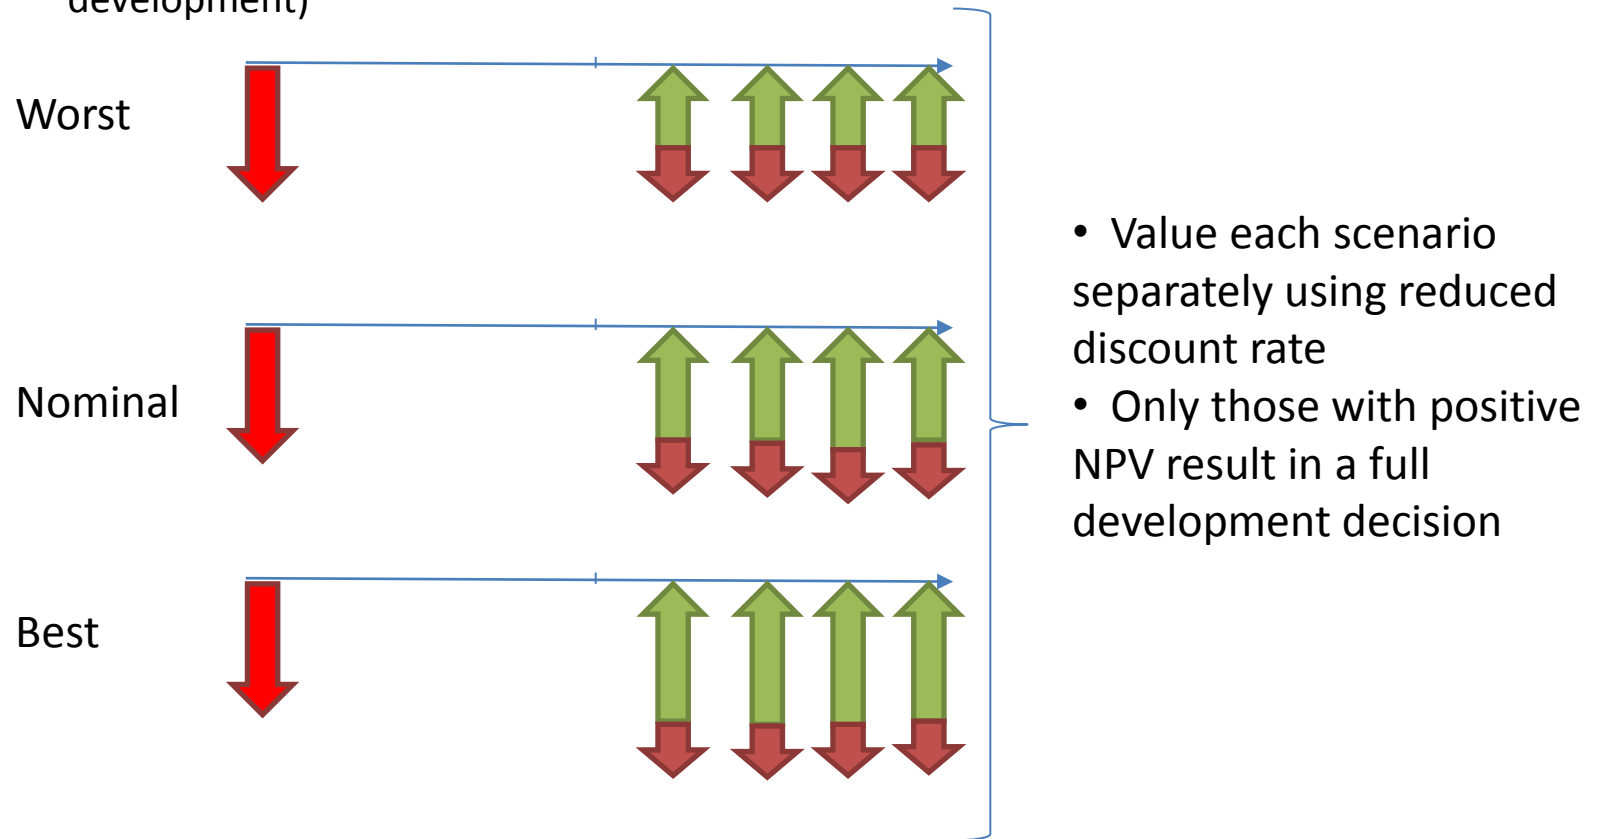 development)
Worst
Nominal
Best
• Value each scenario
separately using reduced
discount rate
• Only those with positive
NPV result in a full
development decision